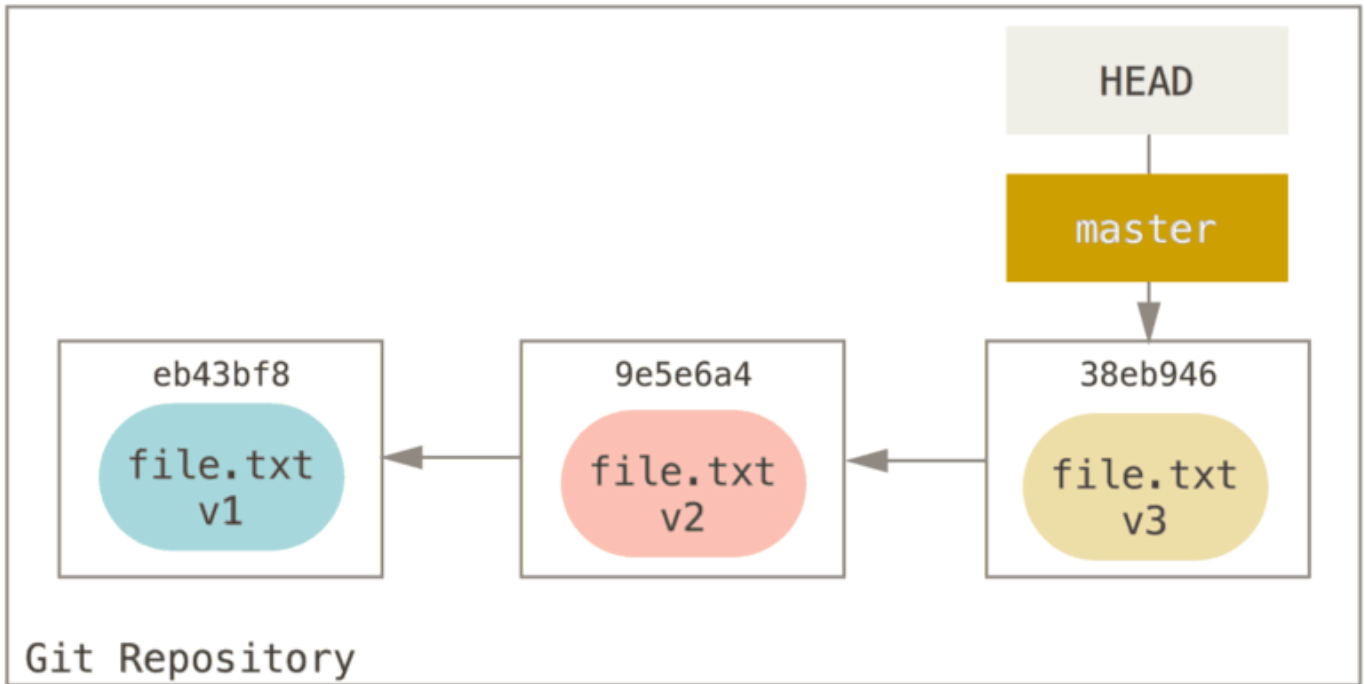 HEAD
master
eb43bf8
file.txt
v1
9e5e6a4
file.txt
v2
38eb946
file.txt
v3
Git Repository